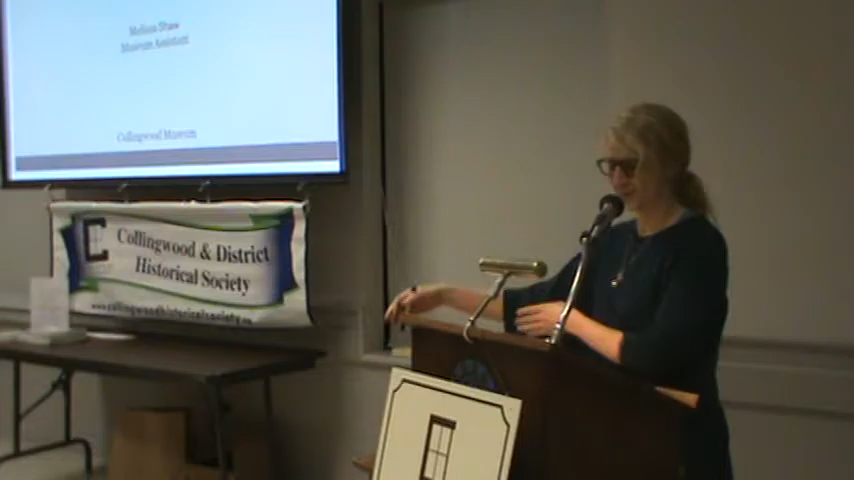 Melissa Shaw
Museum Assistant
Collingwood Museum
Collingwood & District
Historical Society
www.collingwoodhistoricalsociety.ca